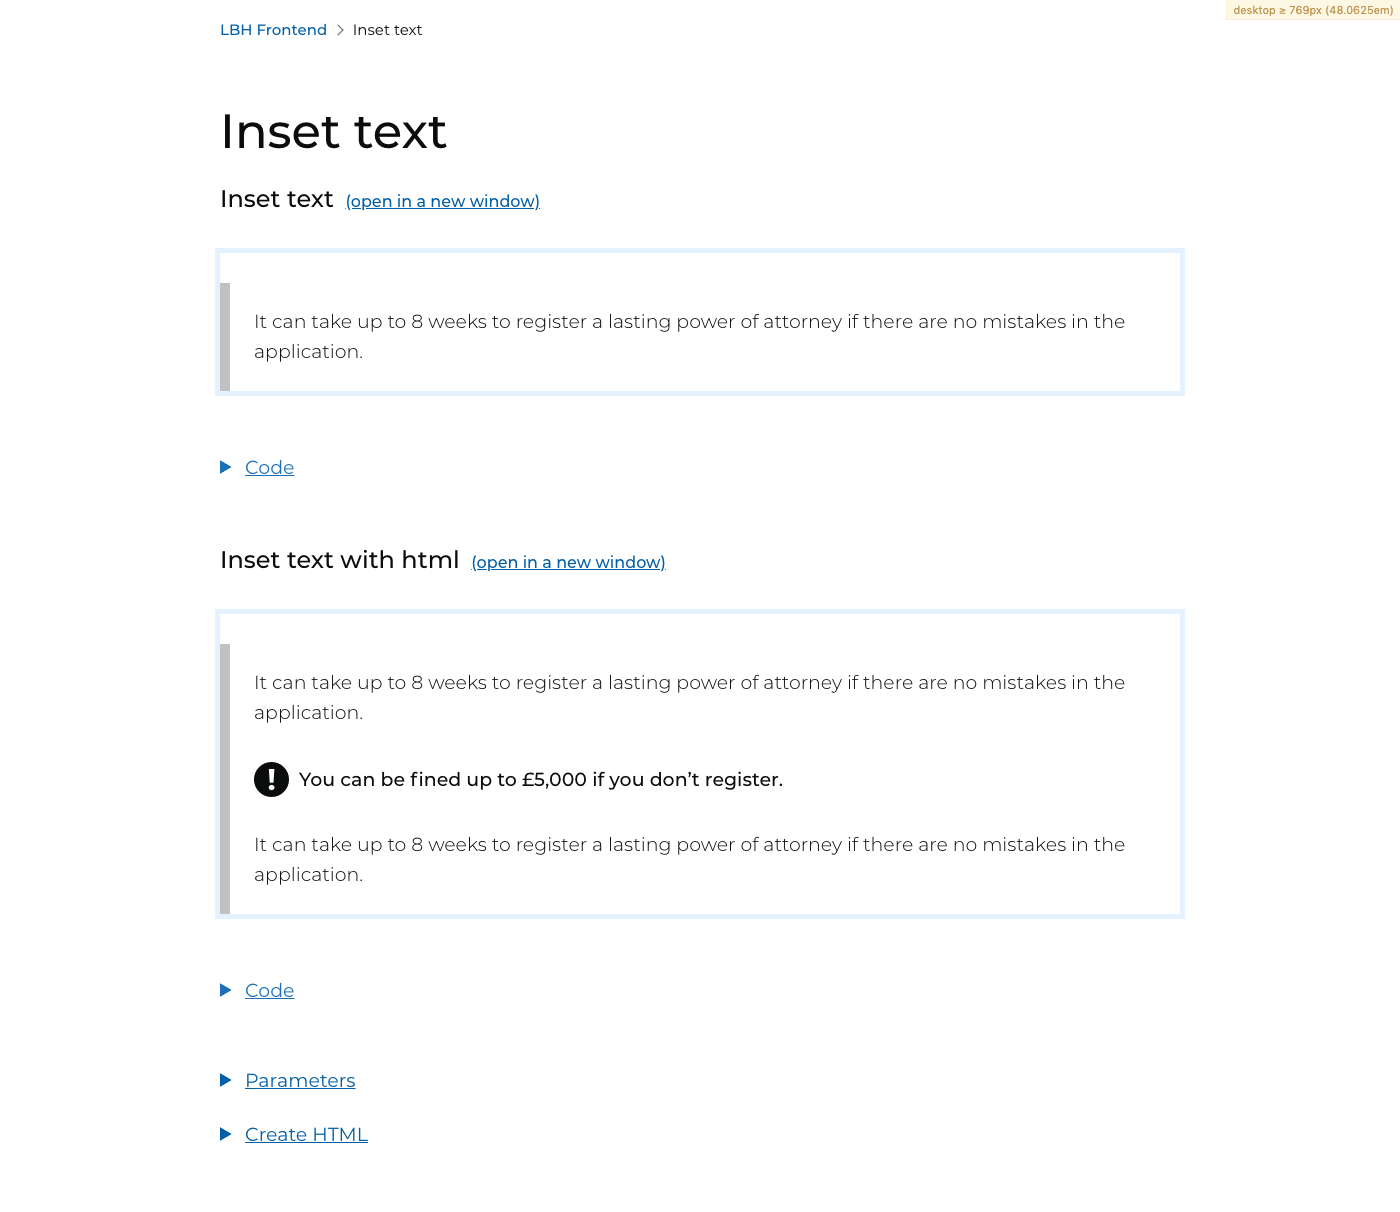 desktop ≥ 769px (48.0625em)
LBH Frontend > Inset text
Inset text
Inset text (open in a new window)
It can take up to 8 weeks to register a lasting power of attorney if there are no mistakes in the
application.
Code
Inset text with html (open in a new window)
It can take up to 8 weeks to register a lasting power of attorney if there are no mistakes in the
application.
! You can be fined up to £5,000 if you don’t register.
It can take up to 8 weeks to register a lasting power of attorney if there are no mistakes in the
application.
Code
Parameters
Create HTML